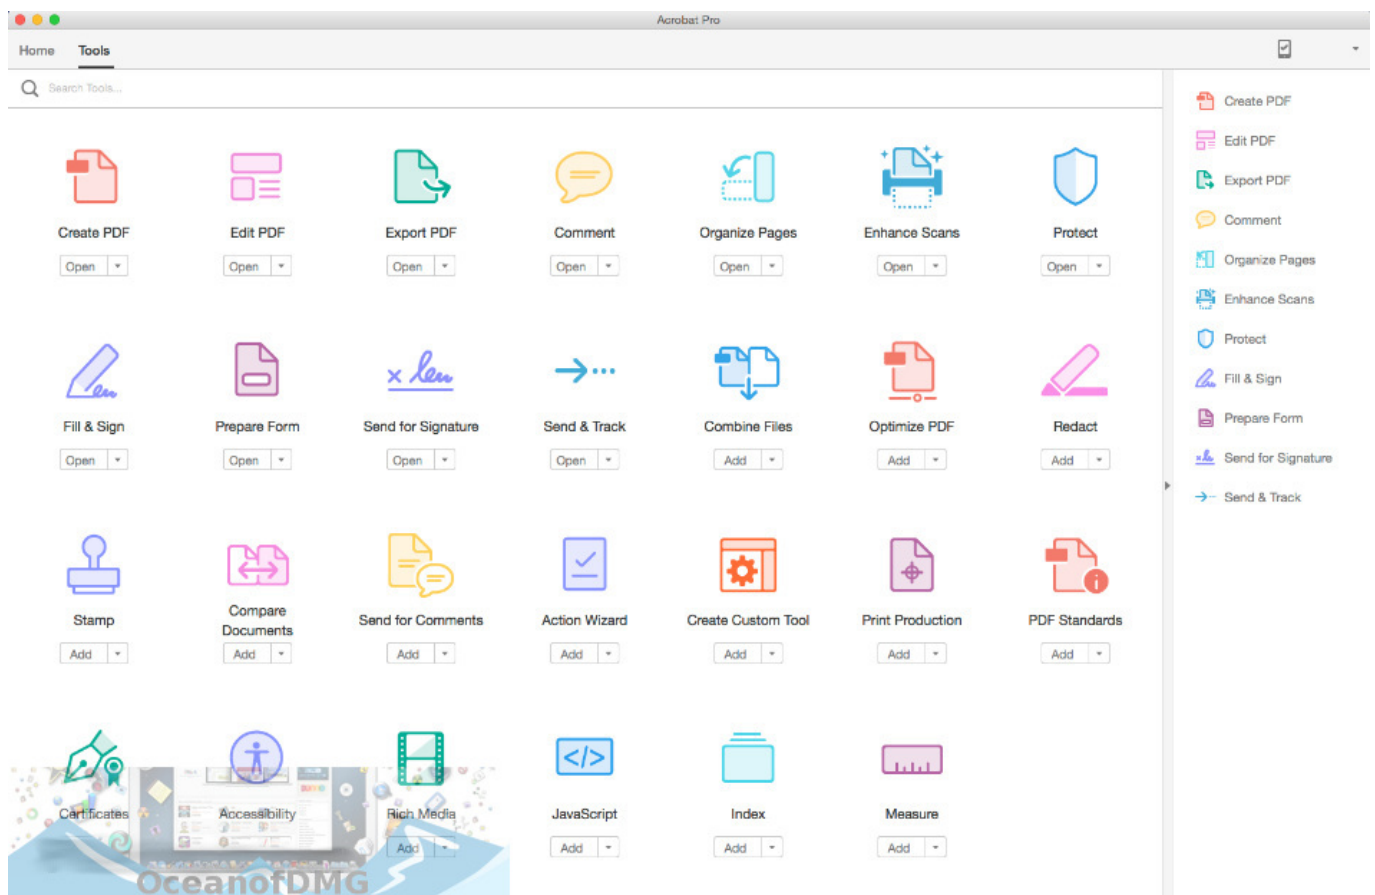 Acrobat Pro
Home Tools
Search Tools...
Create PDF Edit PDF Export PDF Comment Organize Pages Enhance Scans Protect
Open Open Open Open Open Open Open
Fill & Sign Prepare Form Send for Signature Send & Track Combine Files Optimize PDF Redact
Open Open Open Open Add Add Add
Stamp Compare Documents Send for Comments Action Wizard Create Custom Tool Print Production PDF Standards
Add Add Add Add Add Add Add
Certificates Accessibility Rich Media JavaScript Index Measure
Add Add Add Add
OceanofDMG
Create PDF
Edit PDF
Export PDF
Comment
Organize Pages
Enhance Scans
Protect
Fill & Sign
Prepare Form
Send for Signature
Send & Track